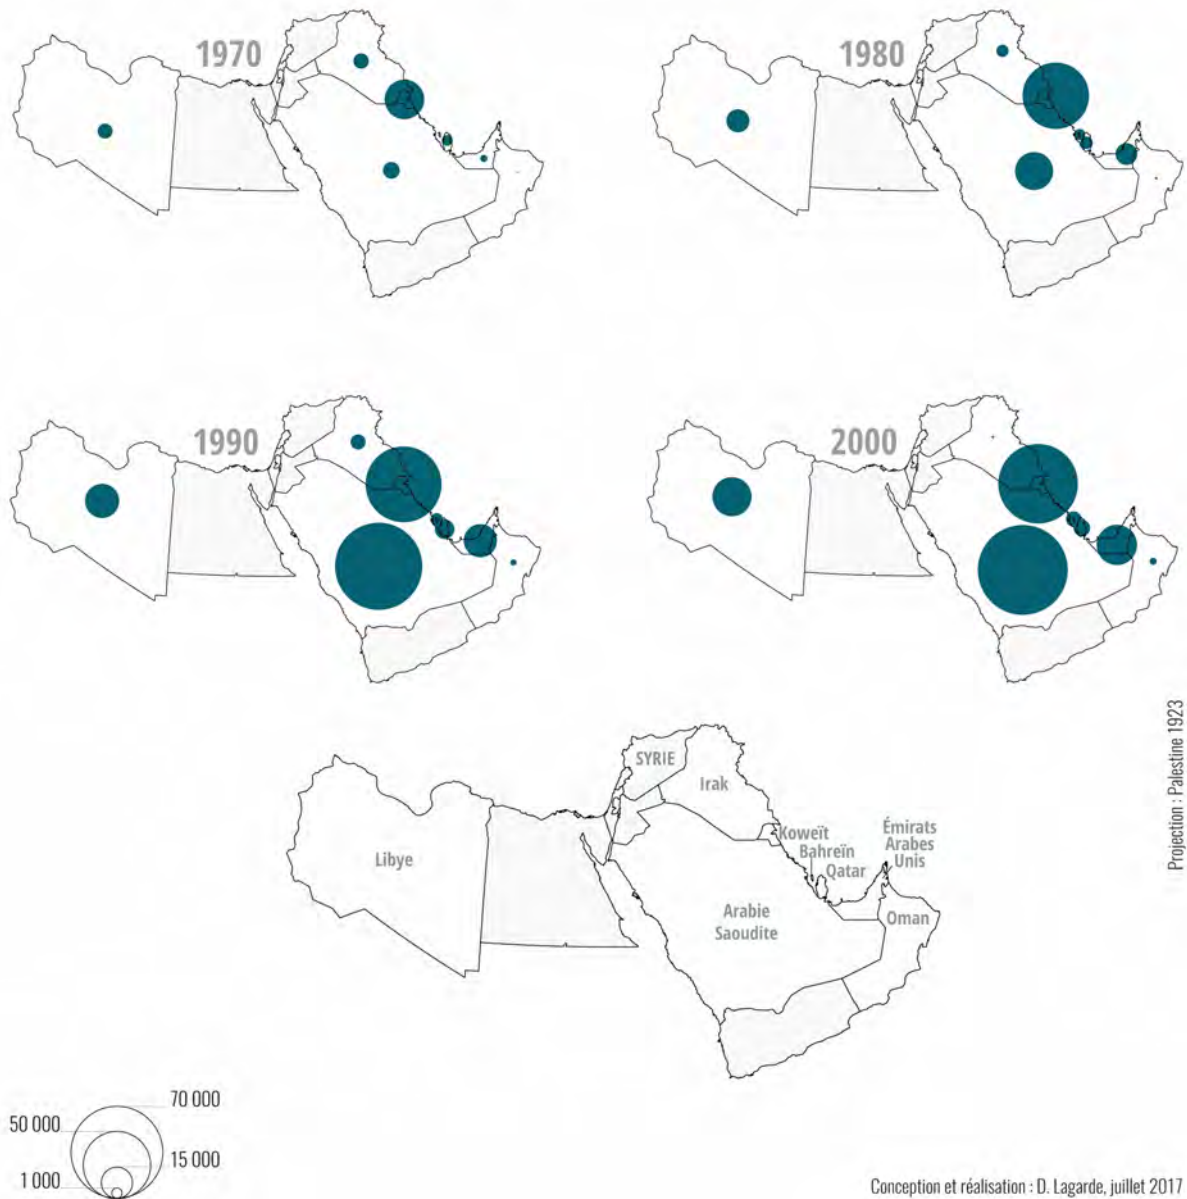 1970
1980
1990
2000
SYRIE
Irak
Koweït
Bahreïn
Qatar
Émirats
Arabes
Unis
Libye
Arabie
Saoudite
Oman
Projection : Palestine 1923
70 000
50 000
15 000
1 000
Conception et réalisation : D. Lagarde, juillet 2017